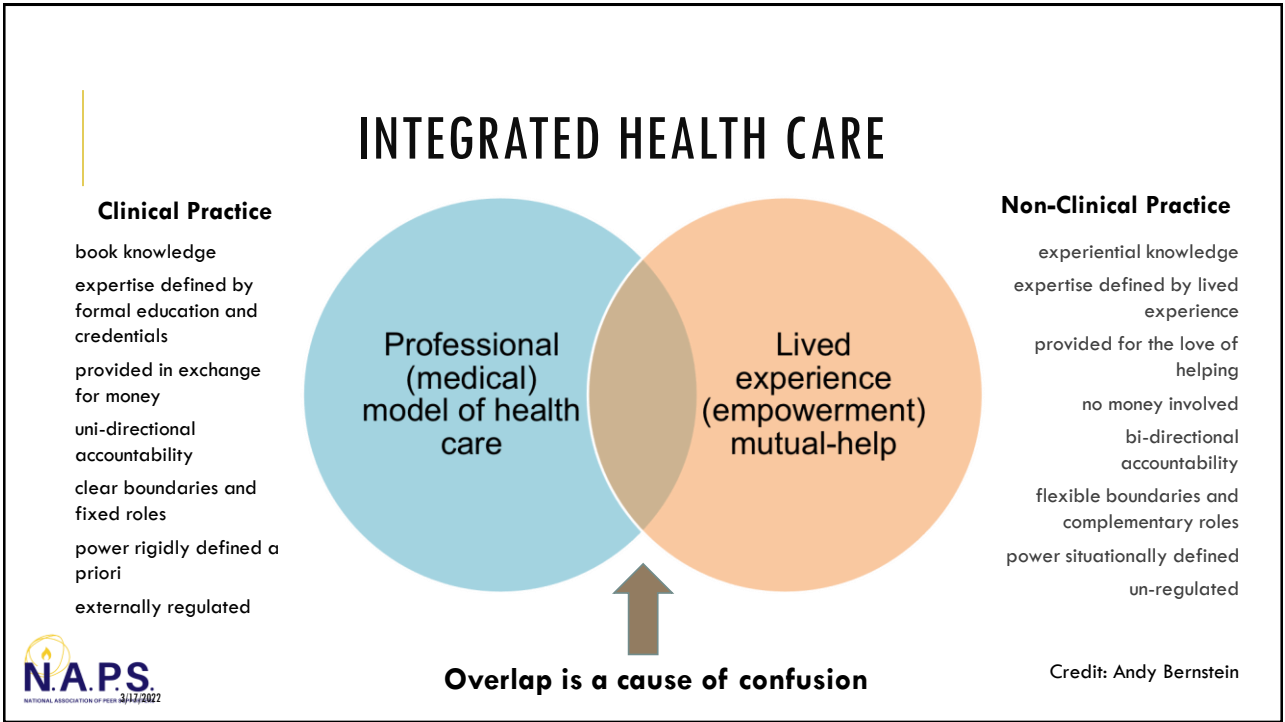 INTEGRATED HEALTH CARE
Clinical Practice
book knowledge
expertise defined by
formal education and
credentials
provided in exchange
for money
uni-directional
accountability
clear boundaries and
fixed roles
power rigidly defined a
priori
externally regulated
Professional
(medical)
model of health
care
Lived
experience
(empowerment)
mutual-help
Non-Clinical Practice
experiential knowledge
expertise defined by lived
experience
provided for the love of
helping
no money involved
bi-directional
accountability
flexible boundaries and
complementary roles
power situationally defined
un-regulated
Overlap is a cause of confusion
Credit: Andy Bernstein
N.A.P.S.
NATIONAL ASSOCIATION OF PEER
3/17/2022